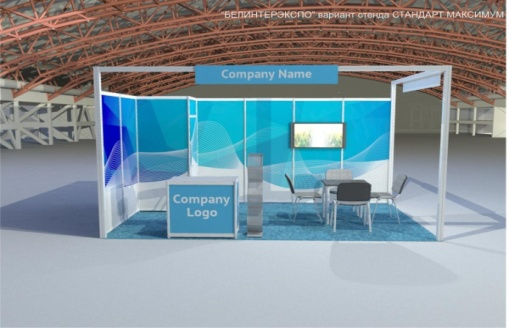 "БЕЛИНТЕРЭКСПО" вариант стенда СТАНДАРТ МАКСИМУМ
Company Name
Company
Logo